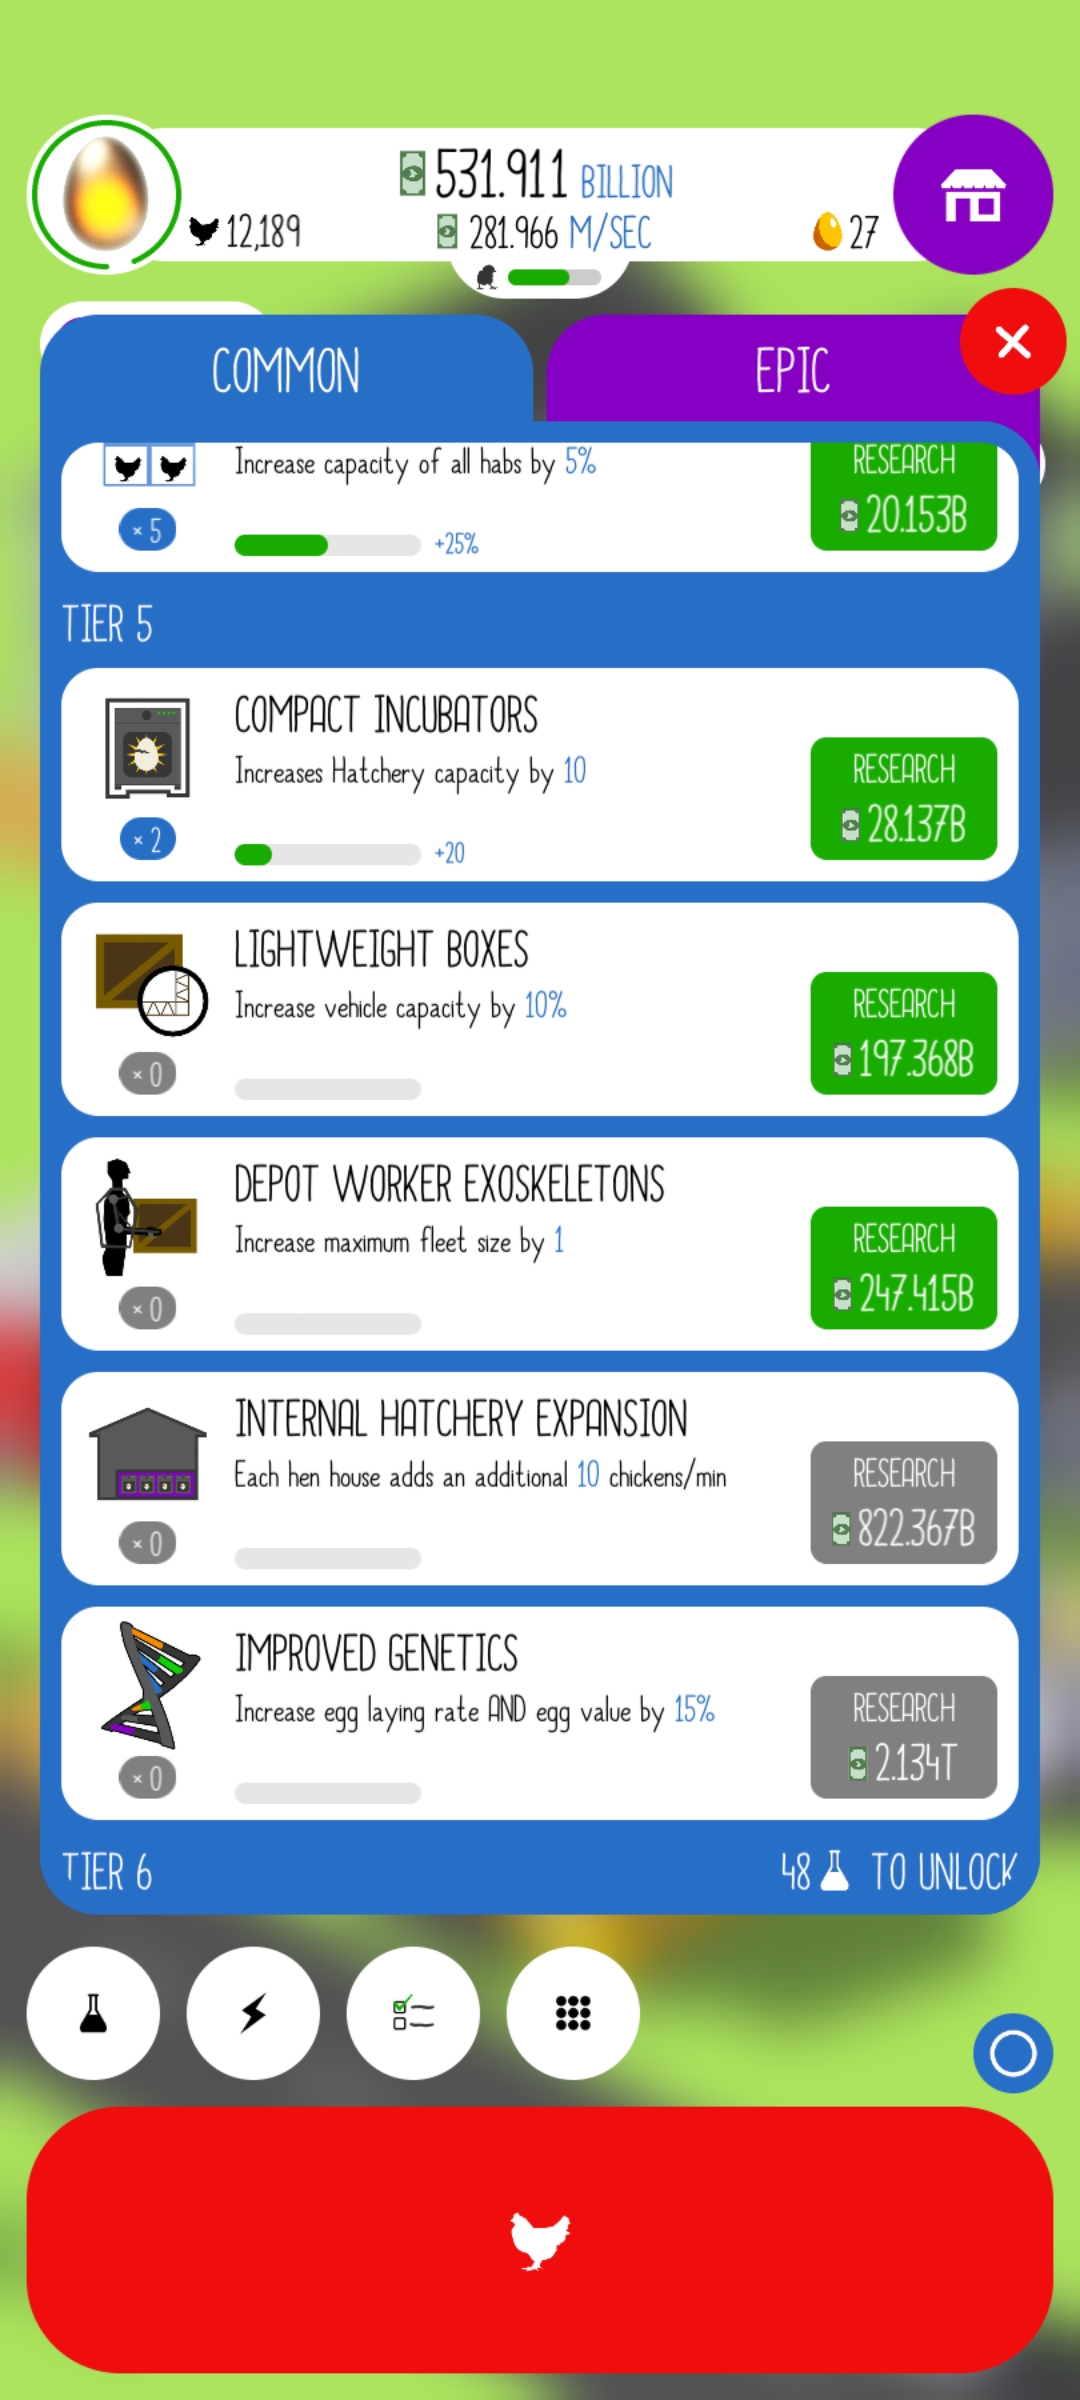 531.911 BILLION
12,189
281.966 M/SEC
27
COMMON
EPIC
Increase capacity of all habs by 5%
RESEARCH
20.153B
× 5
+25%
TIER 5
COMPACT INCUBATORS
Increases Hatchery capacity by 10
RESEARCH
28.137B
× 2
+20
LIGHTWEIGHT BOXES
Increase vehicle capacity by 10%
RESEARCH
197.368B
× 0
DEPOT WORKER EXOSKELETONS
Increase maximum fleet size by 1
RESEARCH
247.415B
× 0
INTERNAL HATCHERY EXPANSION
Each hen house adds an additional 10 chickens/min
RESEARCH
822.367B
× 0
IMPROVED GENETICS
Increase egg laying rate AND egg value by 15%
RESEARCH
2.134T
× 0
TIER 6
48 TO UNLOCK